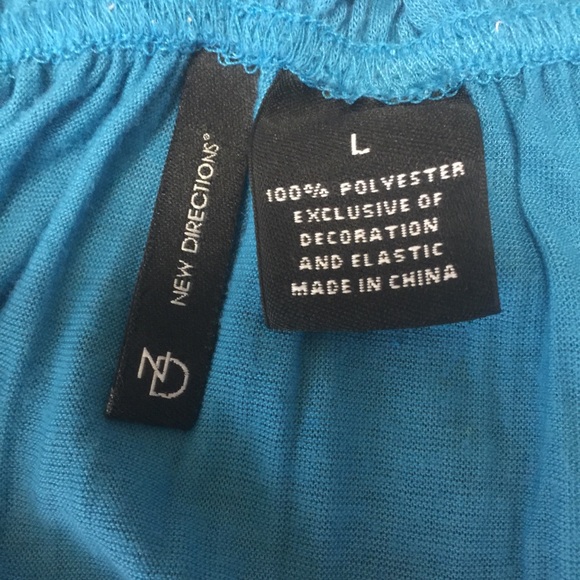 NEW DIRECTIONS®
ND
L
100% POLYESTER
EXCLUSIVE OF
DECORATION
AND ELASTIC
MADE IN CHINA